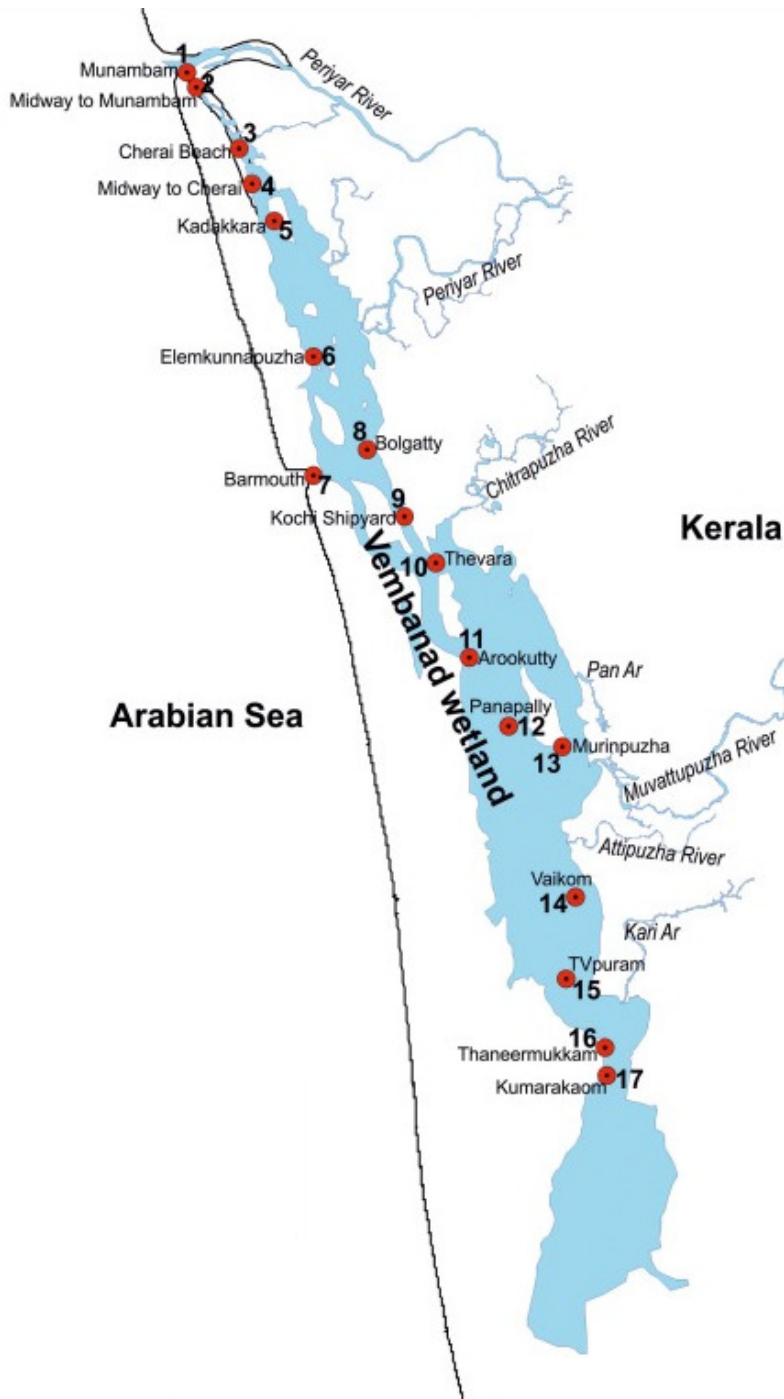 1
Munambam
2
Midway to Munambam
Periyar River
3
Cherai Beach
4
Midway to Cherai
5
Kadakkara
Periyar River
6
Elemkunnapuzha
8
Bolgatty
7
Barmouth
9
Kochi Shipyard
Chitrapuzha River
Kerala
10
Thevara
Vembanad wetland
11
Arookutty
Pan Ar
Arabian Sea
Panapally
12
Murinpuzha
13
Muvattupuzha River
Attipuzha River
Vaikom
14
Kari Ar
TVpuram
15
16
Thaneermukkam
Kumarakaom
17